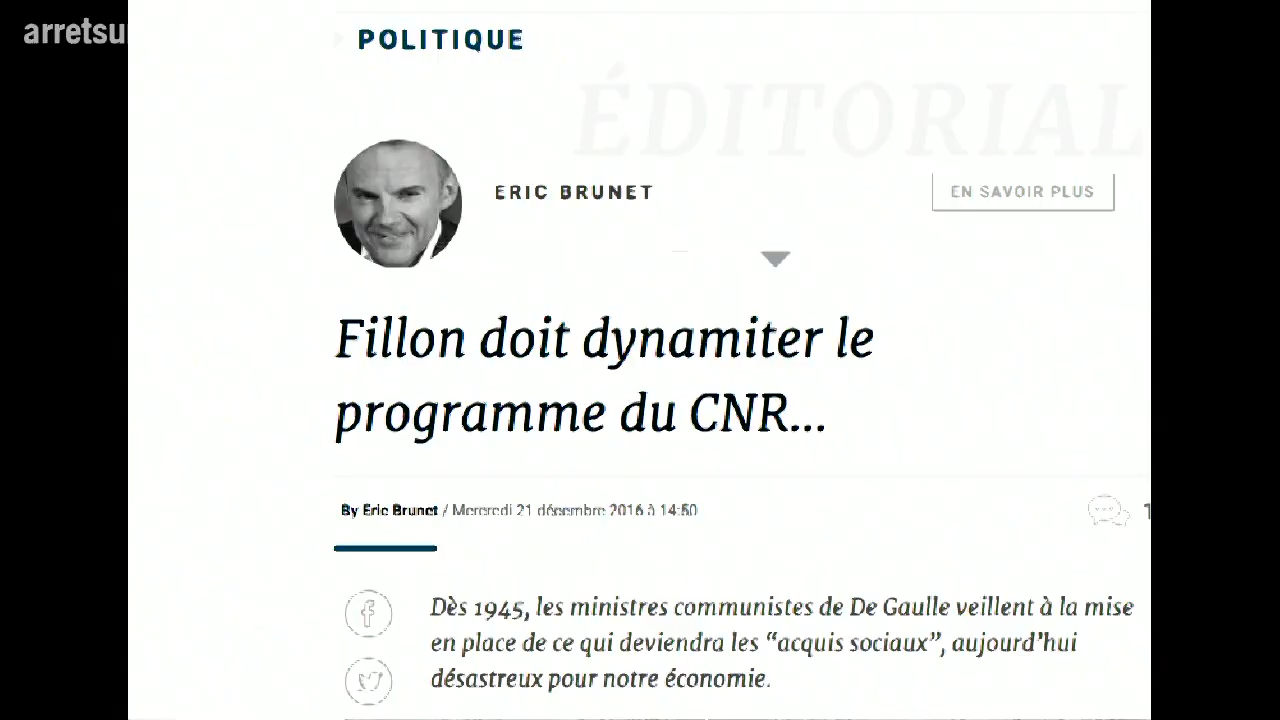 arretsu
POLITIQUE
ÉDITORIAL
ERIC BRUNET
EN SAVOIR PLUS
Fillon doit dynamiter le
programme du CNR...
By Eric Brunet / Mercredi 21 décembre 2016 à 14:50
1
Dès 1945, les ministres communistes de De Gaulle veillent à la mise
en place de ce qui deviendra les “acquis sociaux”, aujourd’hui
désastreux pour notre économie.